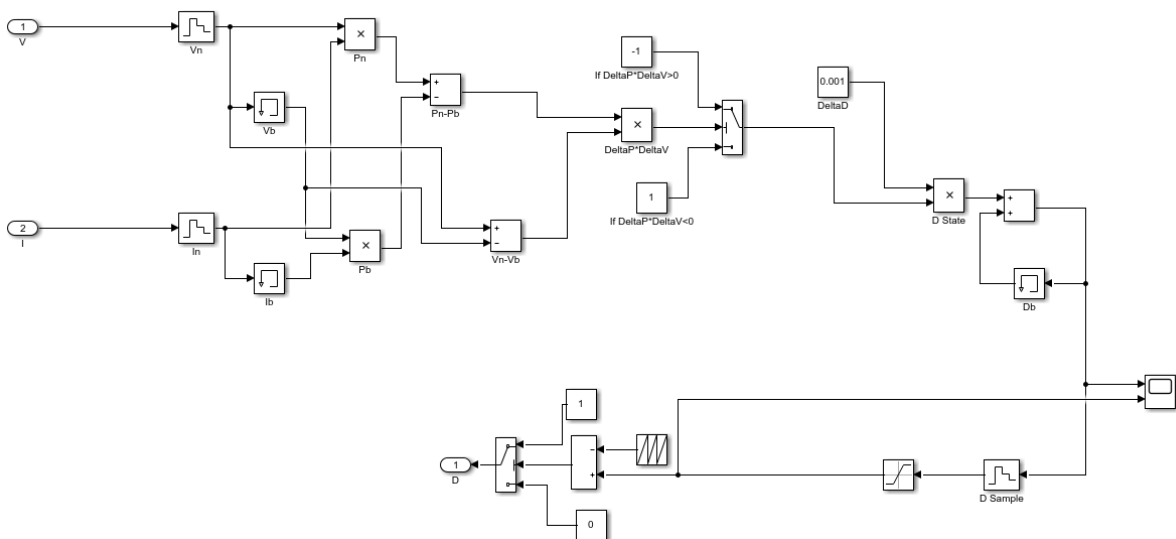 1
V
Vn
×
Pn
+
−
Pn-Pb
Vb
-1
If DeltaP*DeltaV>0
0.001
DeltaD
×
DeltaP*DeltaV
1
If DeltaP*DeltaV<0
×
D State
+
+
2
I
In
×
Pb
+
−
Vn-Vb
Ib
Db
1
1
D
−
+
D Sample
0